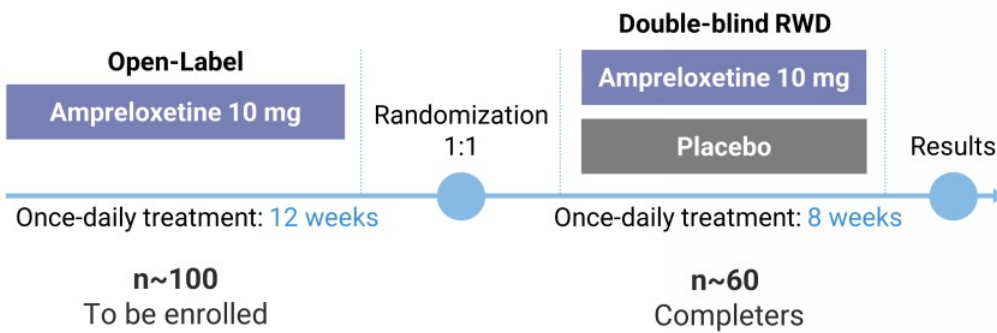 Open-Label
Ampreloxetine 10 mg
Randomization
1:1
Double-blind RWD
Ampreloxetine 10 mg
Placebo
Results
Once-daily treatment: 12 weeks
Once-daily treatment: 8 weeks
n~100
To be enrolled
n~60
Completers